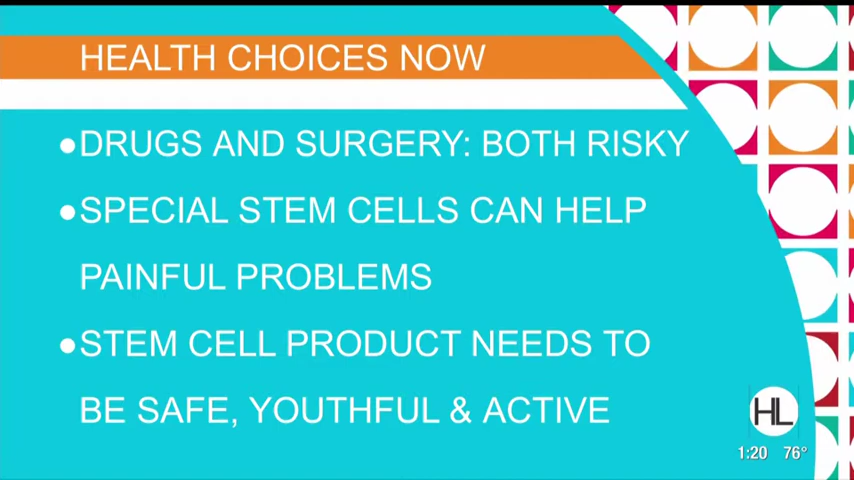 HEALTH CHOICES NOW
●DRUGS AND SURGERY: BOTH RISKY
●SPECIAL STEM CELLS CAN HELP
PAINFUL PROBLEMS
●STEM CELL PRODUCT NEEDS TO
BE SAFE, YOUTHFUL & ACTIVE
HL
1:20 76°